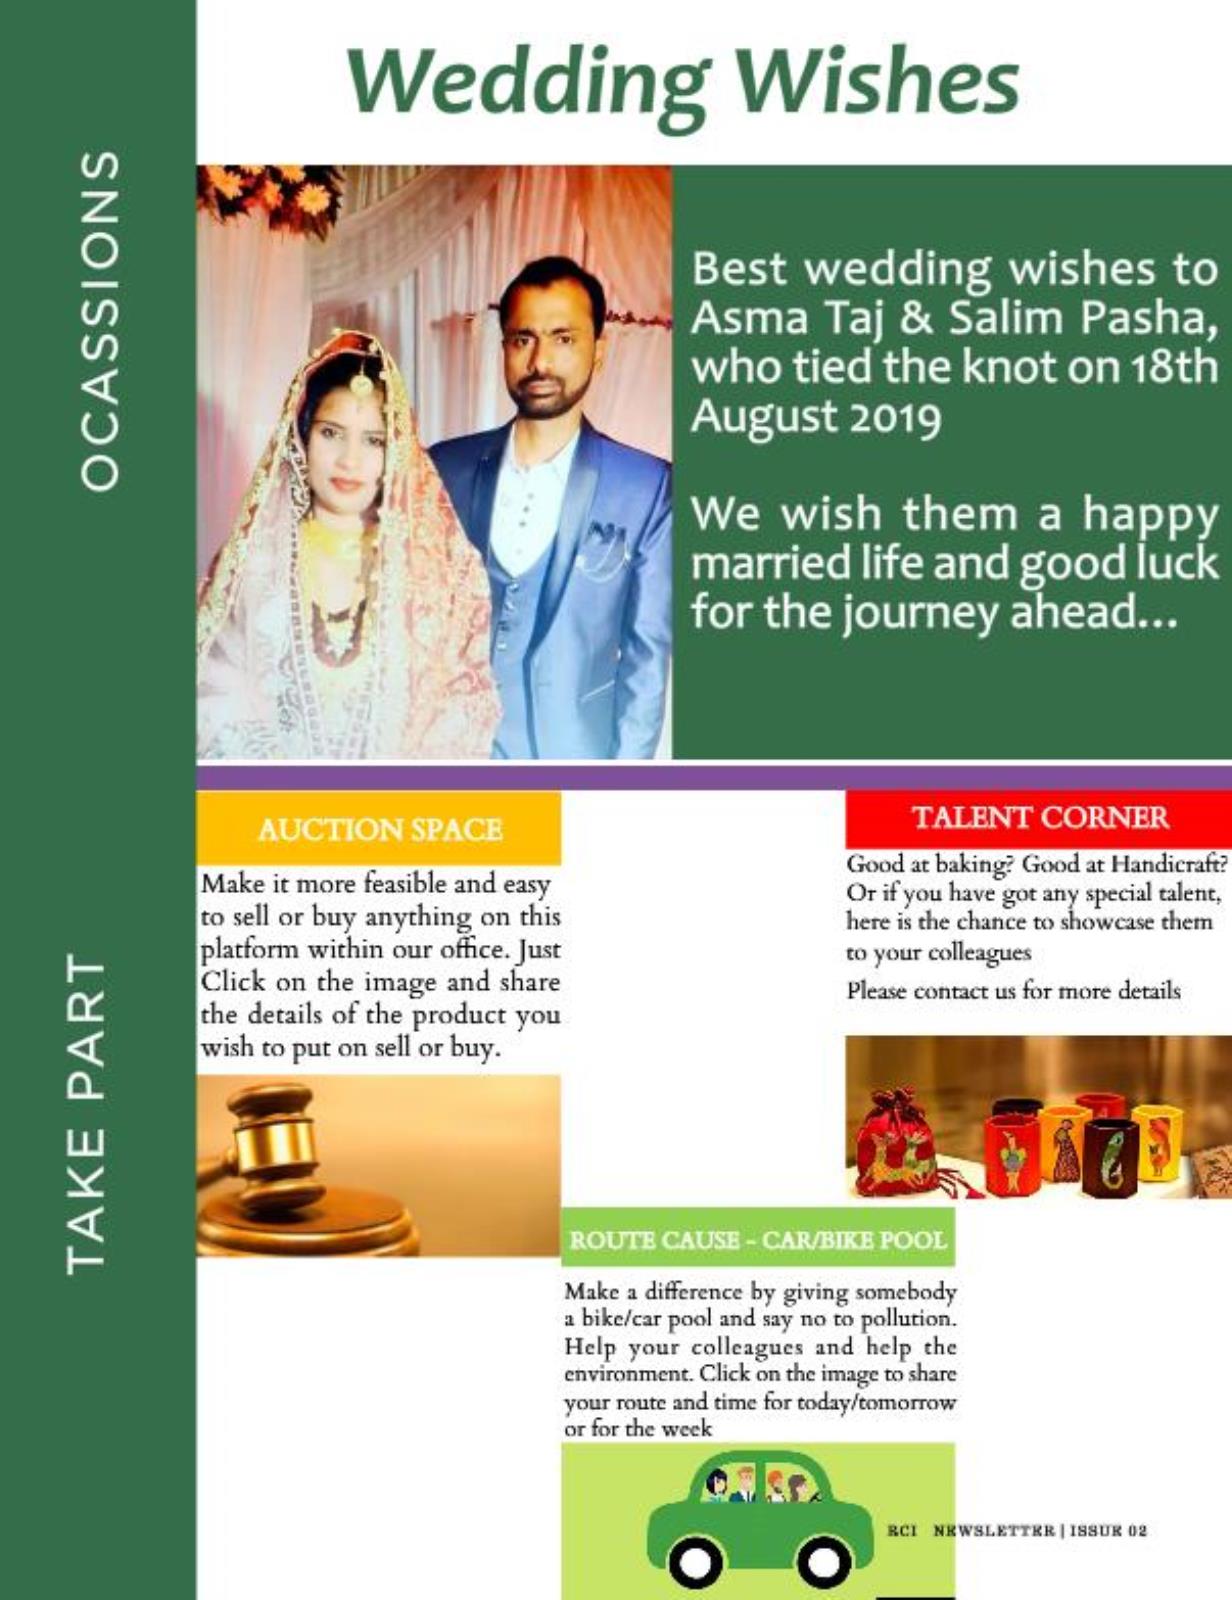 Wedding Wishes
OCASSIONS
Best wedding wishes to
Asma Taj & Salim Pasha,
who tied the knot on 18th
August 2019
We wish them a happy
married life and good luck
for the journey ahead...
TAKE PART
AUCTION SPACE
Make it more feasible and easy
to sell or buy anything on this
platform within our office. Just
Click on the image and share
the details of the product you
wish to put on sell or buy.
TALENT CORNER
Good at baking? Good at Handicraft?
Or if you have got any special talent,
here is the chance to showcase them
to your colleagues
Please contact us for more details
ROUTE CAUSE - CAR/BIKE POOL
Make a difference by giving somebody
a bike/car pool and say no to pollution.
Help your colleagues and help the
environment. Click on the image to share
your route and time for today/tomorrow
or for the week
RCI NEWSLETTER | ISSUE 02